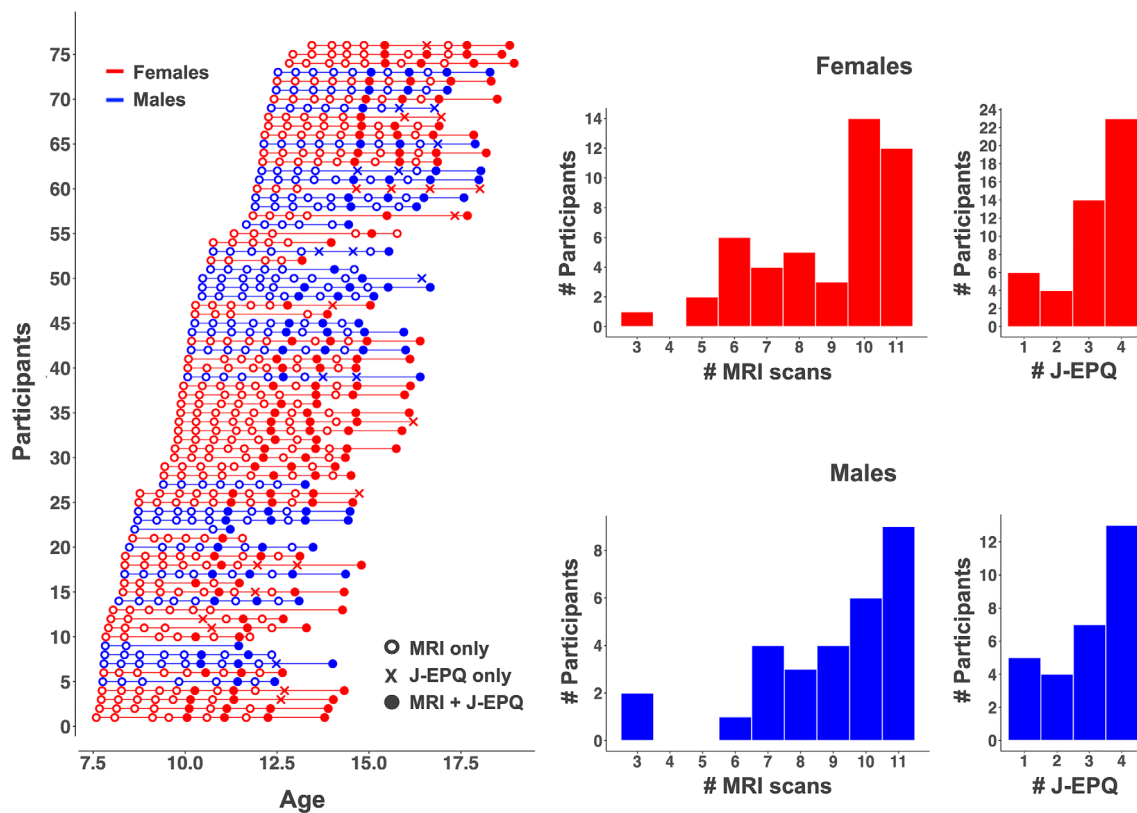 Participants
75
70
65
60
55
50
45
40
35
30
25
20
15
10
5
0
Females
Males
MRI only
J-EPQ only
MRI + J-EPQ
7.5 10.0 12.5 15.0 17.5
Age
Females
# Participants
14
12
10
8
6
4
2
0
3 4 5 6 7 8 9 10 11
# MRI scans
# Participants
24
22
20
18
16
14
12
10
8
6
4
2
0
1 2 3 4
# J-EPQ
Males
# Participants
8
6
4
2
0
3 4 5 6 7 8 9 10 11
# MRI scans
# Participants
12
10
8
6
4
2
0
1 2 3 4
# J-EPQ